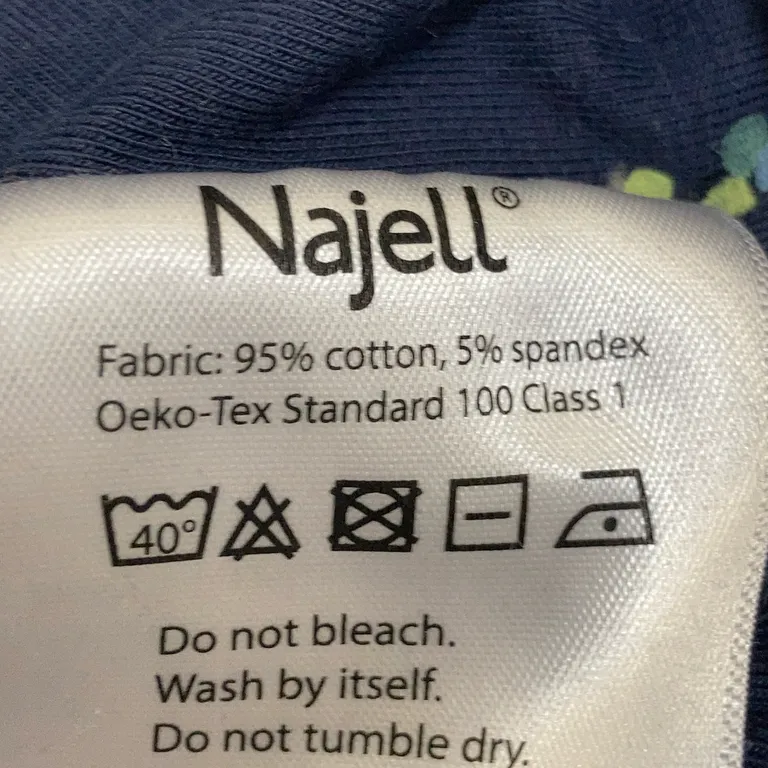 Najell®
Fabric: 95% cotton, 5% spandex
Oeko-Tex Standard 100 Class 1
40°
Do not bleach.
Wash by itself.
Do not tumble dry.